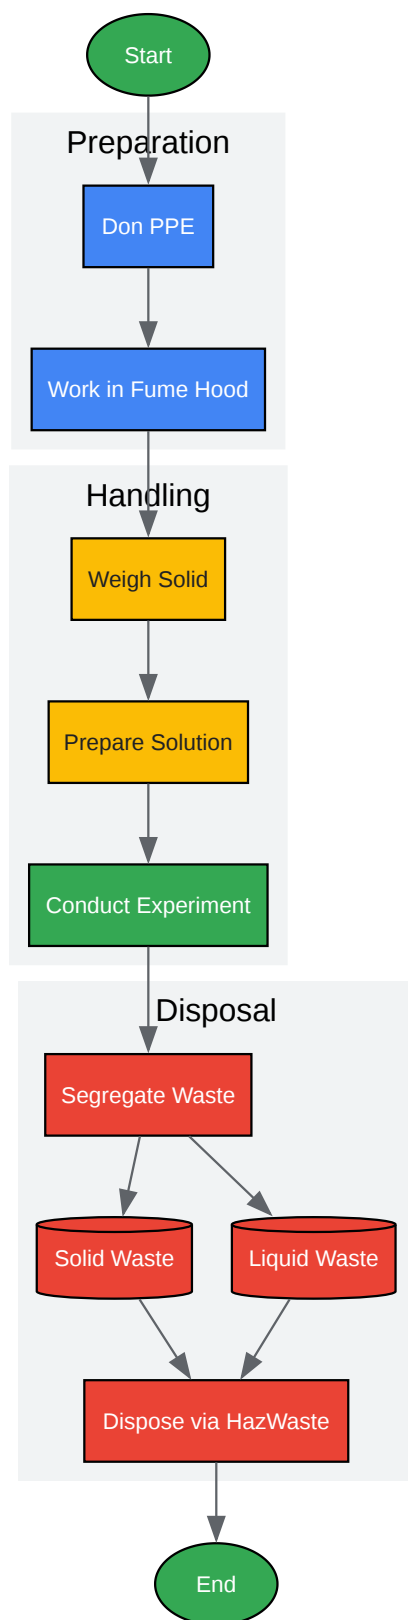 Start
Preparation
Don PPE
Work in Fume Hood
Handling
Weigh Solid
Prepare Solution
Conduct Experiment
Disposal
Segregate Waste
Solid Waste
Liquid Waste
Dispose via HazWaste
End